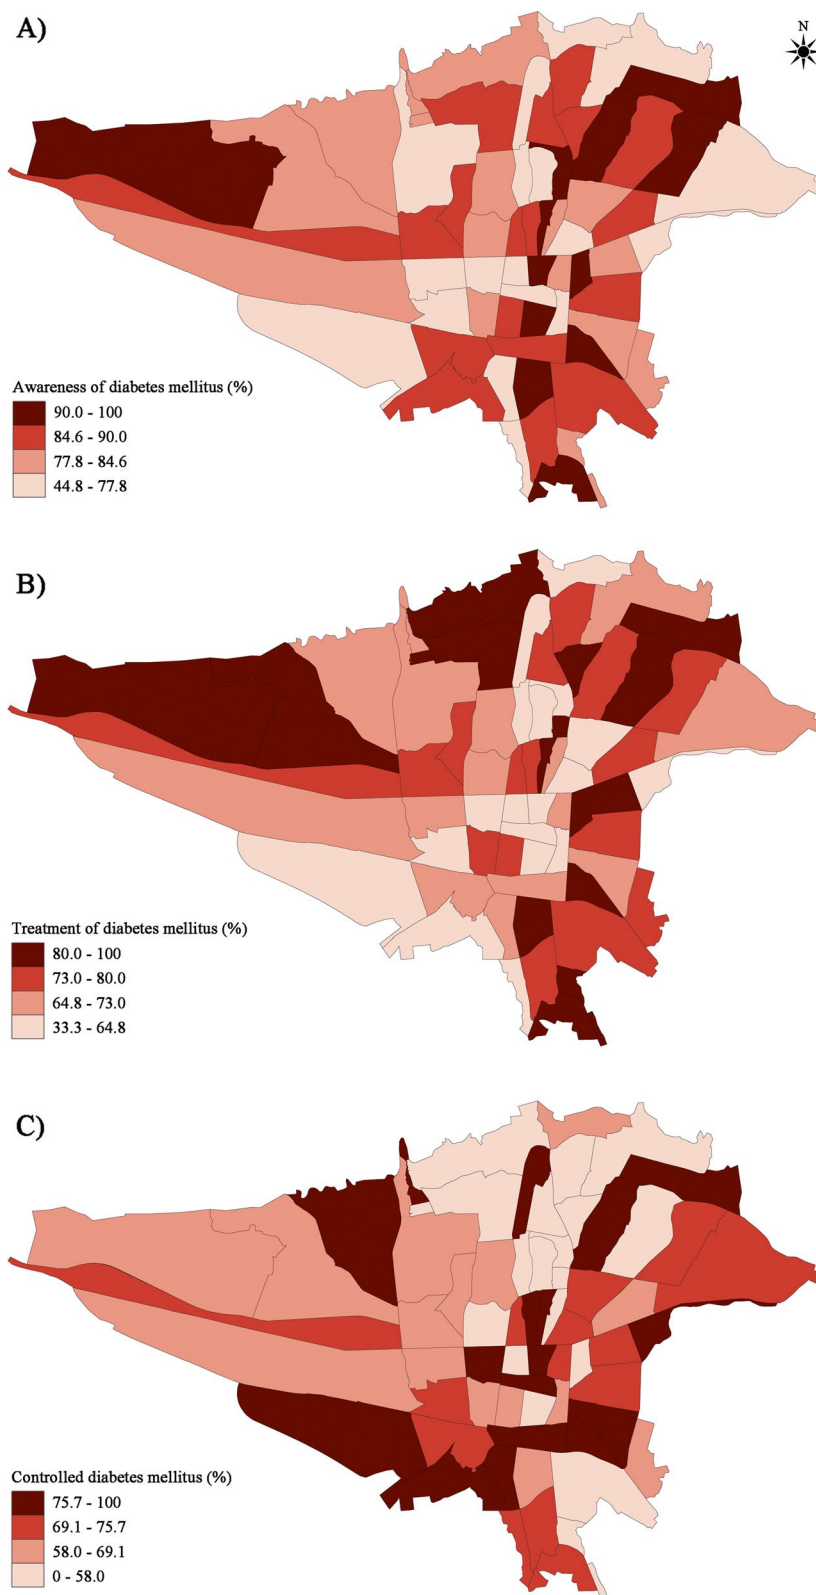 A)
N
Awareness of diabetes mellitus (%)
90.0 - 100
84.6 - 90.0
77.8 - 84.6
44.8 - 77.8
B)
Treatment of diabetes mellitus (%)
80.0 - 100
73.0 - 80.0
64.8 - 73.0
33.3 - 64.8
C)
Controlled diabetes mellitus (%)
75.7 - 100
69.1 - 75.7
58.0 - 69.1
0 - 58.0